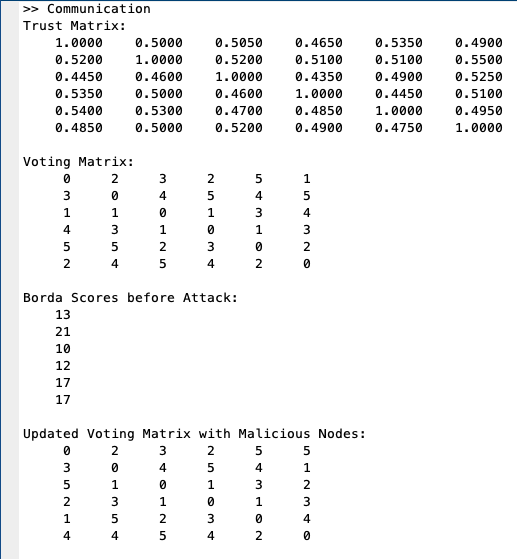 >> Communication
Trust Matrix:
1.0000 0.5000 0.5050 0.4650 0.5350 0.4900
0.5200 1.0000 0.5200 0.5100 0.5100 0.5500
0.4450 0.4600 1.0000 0.4350 0.4900 0.5250
0.5350 0.5000 0.4600 1.0000 0.4450 0.5100
0.5400 0.5300 0.4700 0.4850 1.0000 0.4950
0.4850 0.5000 0.5200 0.4900 0.4750 1.0000
Voting Matrix:
0 2 3 2 5 1
3 0 4 5 4 5
1 1 0 1 3 4
4 3 1 0 1 3
5 5 2 3 0 2
2 4 5 4 2 0
Borda Scores before Attack:
13
21
10
12
17
17
Updated Voting Matrix with Malicious Nodes:
0 2 3 2 5 5
3 0 4 5 4 1
5 1 0 1 3 2
2 3 1 0 1 3
1 5 2 3 0 4
4 4 5 4 2 0